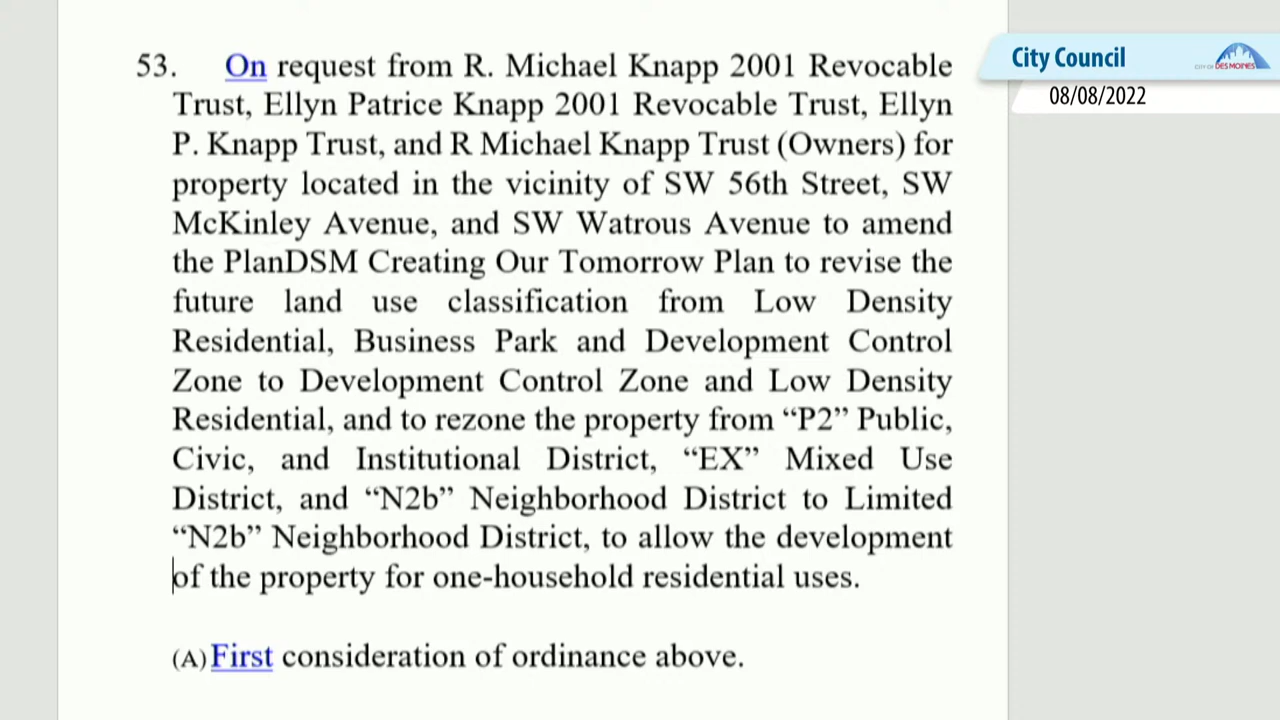 53. On request from R. Michael Knapp 2001 Revocable
Trust, Ellyn Patrice Knapp 2001 Revocable Trust, Ellyn
P. Knapp Trust, and R Michael Knapp Trust (Owners) for
property located in the vicinity of SW 56th Street, SW
McKinley Avenue, and SW Watrous Avenue to amend
the PlanDSM Creating Our Tomorrow Plan to revise the
future land use classification from Low Density
Residential, Business Park and Development Control
Zone to Development Control Zone and Low Density
Residential, and to rezone the property from “P2” Public,
Civic, and Institutional District, “EX” Mixed Use
District, and “N2b” Neighborhood District to Limited
“N2b” Neighborhood District, to allow the development
of the property for one-household residential uses.
(A) First consideration of ordinance above.
City Council
CITY OF DES MOINES
08/08/2022